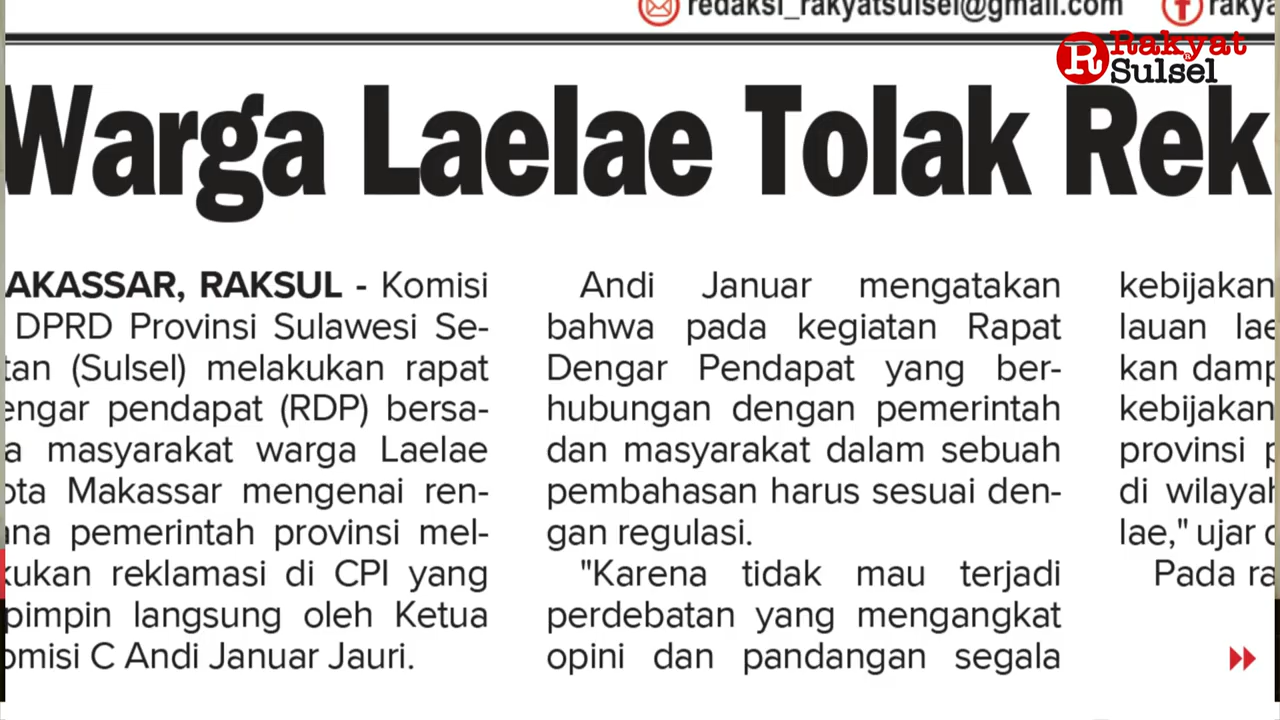 redaksi_rakyatsulsel@gmail.com
Rakyat
Sulsel
Warga Laelae Tolak Rek
AKASSAR, RAKSUL - Komisi
DPRD Provinsi Sulawesi Se-
tan (Sulsel) melakukan rapat
engar pendapat (RDP) bersa-
a masyarakat warga Laelae
ota Makassar mengenai ren-
ana pemerintah provinsi mel-
kukan reklamasi di CPI yang
pimpin langsung oleh Ketua
omisi C Andi Januar Jauri.
Andi Januar mengatakan
bahwa pada kegiatan Rapat
Dengar Pendapat yang ber-
hubungan dengan pemerintah
dan masyarakat dalam sebuah
pembahasan harus sesuai den-
gan regulasi.
"Karena tidak mau terjadi
perdebatan yang mengangkat
opini dan pandangan segala
kebijakan
lauan lae
kan damp
kebijakan
provinsi p
di wilayah
lae," ujar
Pada ra